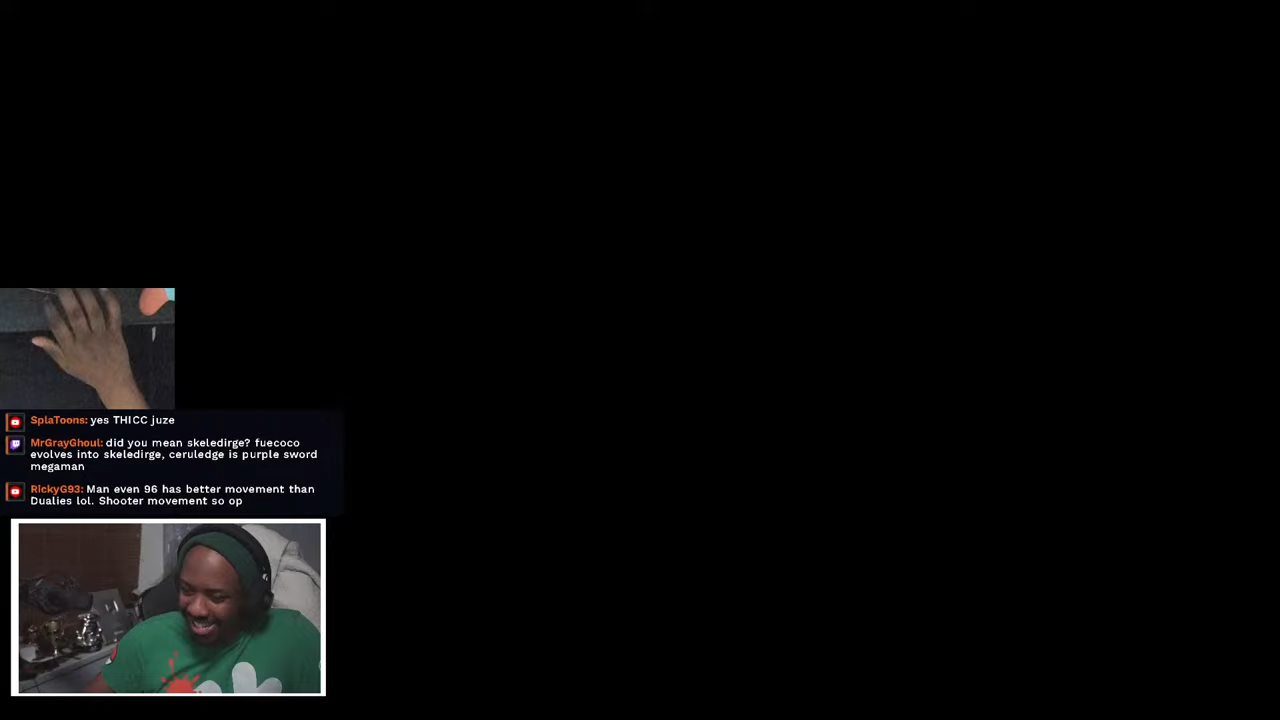 SplaToons: yes THICC juze
MrGrayGhoul: did you mean skeledirge? fuecoco
evolves into skeledirge, ceruledge is purple sword
megaman
RickyG93: Man even 96 has better movement than
Dualies lol. Shooter movement so op